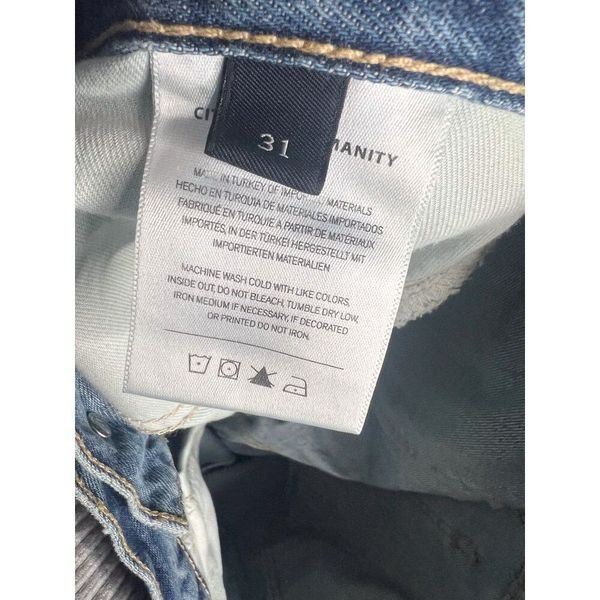 31
MANITY
MADE IN TURKEY OF IMPORTED MATERIALS
HECHO EN TURQUIA DE MATERIALES IMPORTADOS
FABRIQUÉ EN TURQUIE A PARTIR DE MATÉRIAUX
IMPORTÉS, IN DER TÜRKEI HERGESTELLT MIT
IMPORTIERTEN MATERIALIEN
MACHINE WASH COLD WITH LIKE COLORS,
INSIDE OUT, DO NOT BLEACH, TUMBLE DRY LOW,
IRON MEDIUM IF NECESSARY, IF DECORATED
OR PRINTED DO NOT IRON.